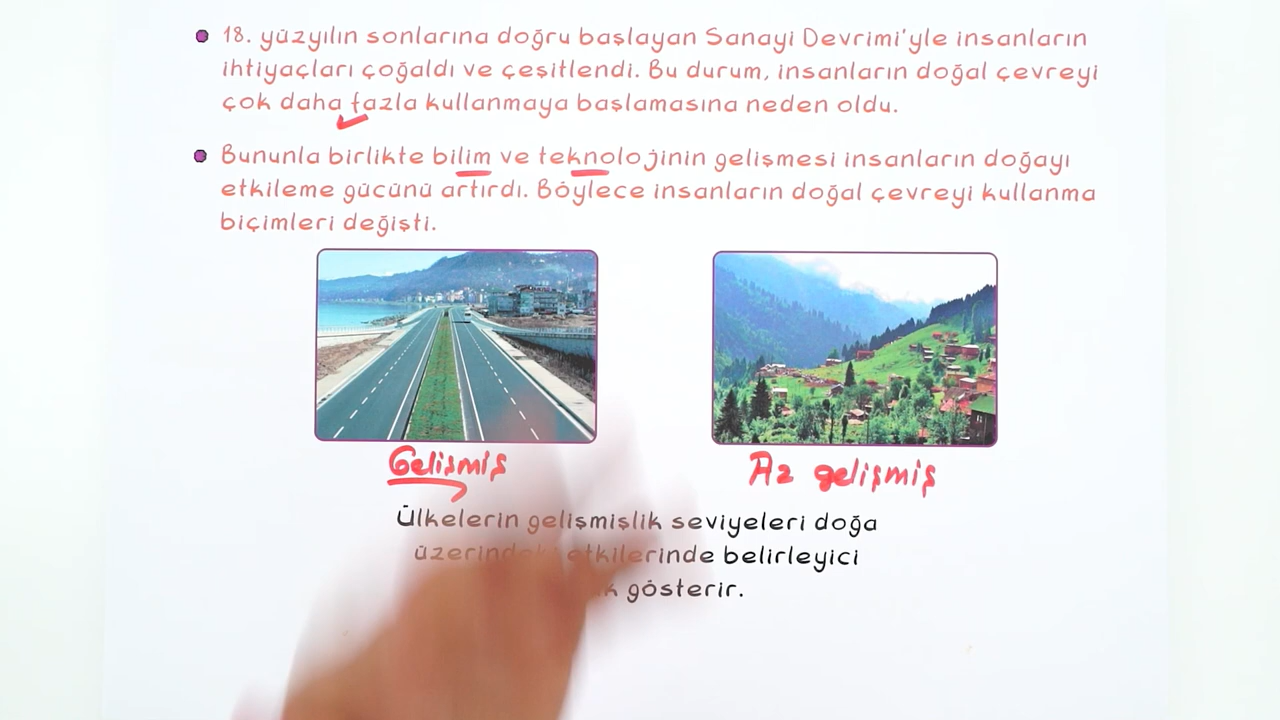 18. yüzyılın sonlarına doğru başlayan Sanayi Devrimi'yle insanların
ihtiyaçları çoğaldı ve çeşitlendi. Bu durum, insanların doğal çevreyi
çok daha fazla kullanmaya başlamasına neden oldu.
Bununla birlikte bilim ve teknolojinin gelişmesi insanların doğayı
etkileme gücünü artırdı. Böylece insanların doğal çevreyi kullanma
biçimleri değişti.
Gelişmiş
Az gelişmiş
Ülkelerin gelişmişlik seviyeleri doğa
üzerindeki etkilerinde belirleyici
gösterir.